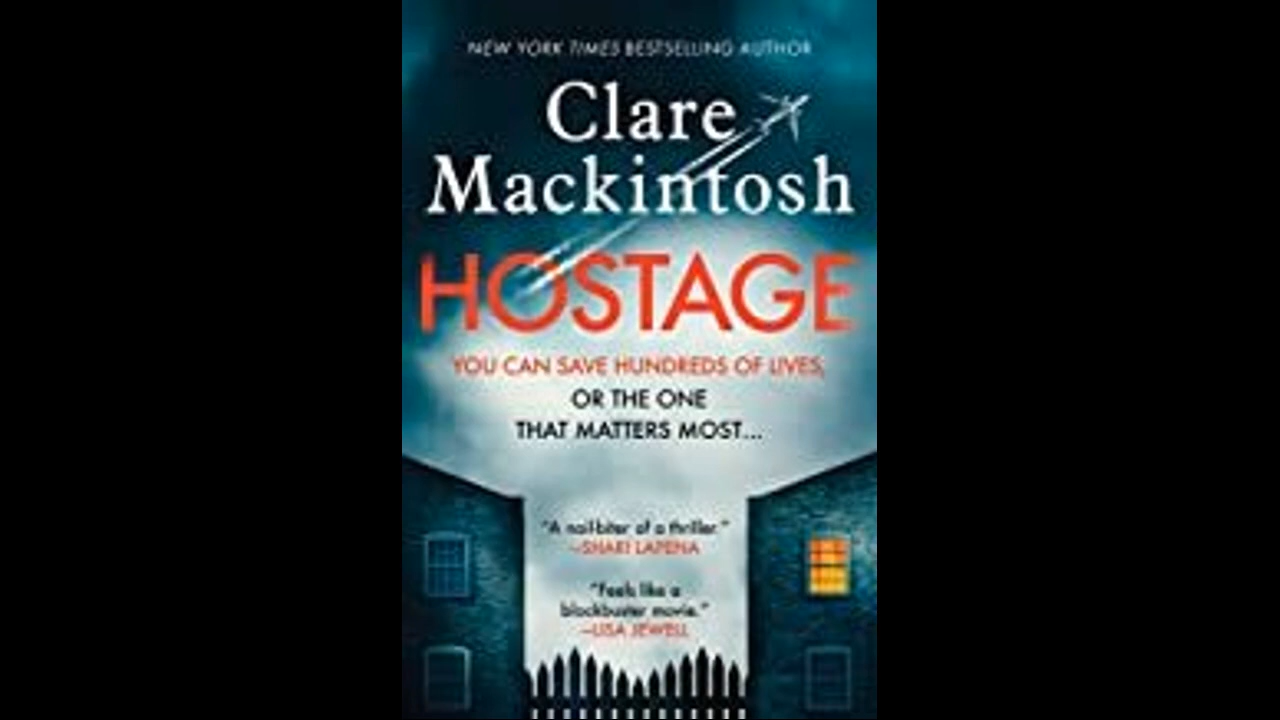 NEW YORK TIMES BESTSELLING AUTHOR
Clare
Mackintosh
HOSTAGE
YOU CAN SAVE HUNDREDS OF LIVES,
OR THE ONE
THAT MATTERS MOST...
"A nail-biter of a thriller."
—SHARI LAPENA
"Feels like a
blockbuster movie."
—LISA JEWELL